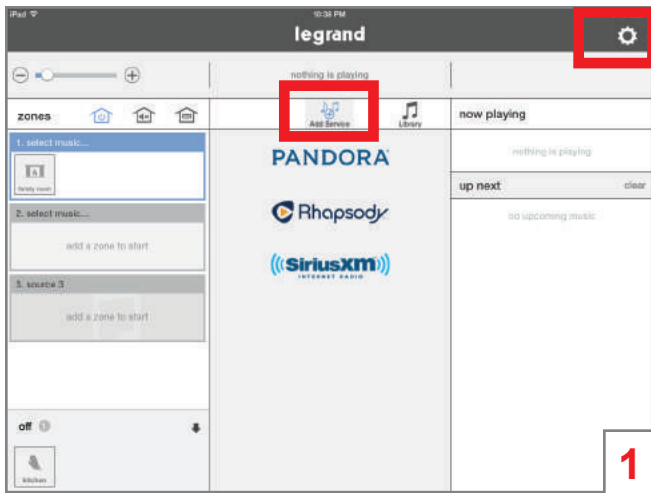 iPad
10:38 PM
legrand
nothing is playing
zones
Add Service
Library
now playing
1. select music...
family room
nothing is playing
PANDORA
up next
clear
2. select music...
Rhapsody
no upcoming music
add a zone to start
((SiriusXM))
INTERNET RADIO
3. source 3
add a zone to start
off 1
kitchen
1